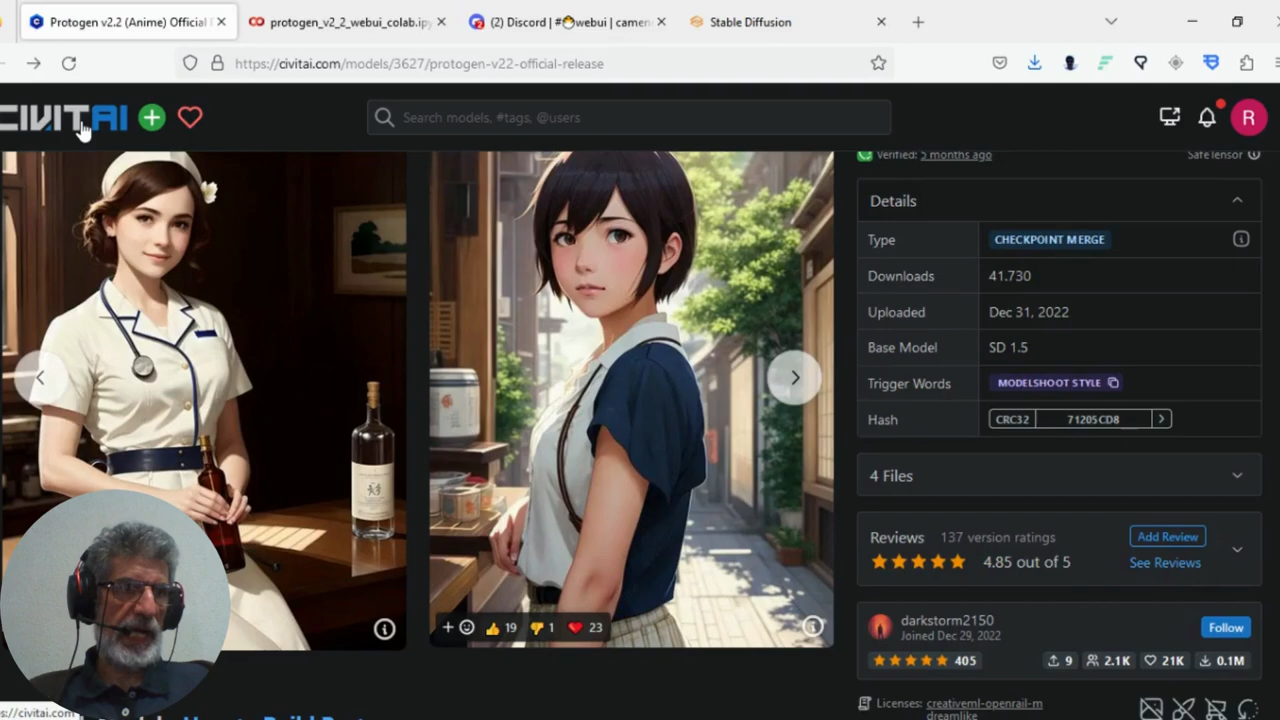 Protogen v2.2 (Anime) Official
protogen_v2_2_webui_colab.ipy
(2) Discord | #🐣webui | camen
Stable Diffusion
https://civitai.com/models/3627/protogen-v22-official-release
CIVITAI
Search models, #tags, @users
R
Verified: 5 months ago
SafeTensor
Details
Type
CHECKPOINT MERGE
Downloads
41.730
Uploaded
Dec 31, 2022
Base Model
SD 1.5
Trigger Words
MODELSHOOT STYLE
Hash
CRC32
71205CD8
4 Files
Reviews
137 version ratings
Add Review
4.85 out of 5
See Reviews
19
1
23
darkstorm2150
Joined Dec 29, 2022
Follow
405
9
2.1K
21K
0.1M
Licenses:
creativeml-openrail-m
dreamlike
s://civitai.com